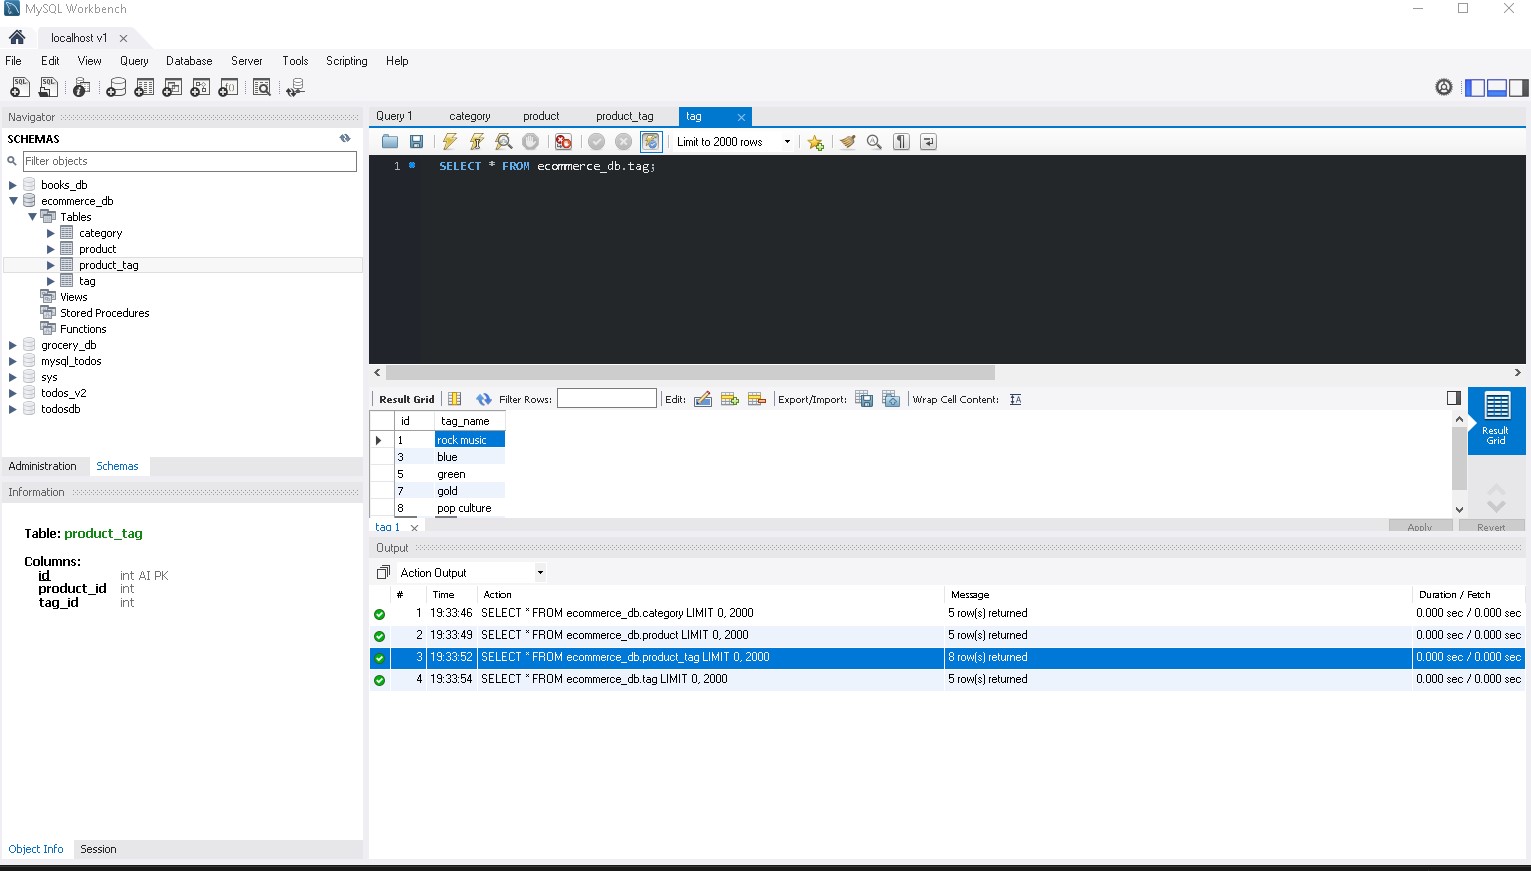 MySQL Workbench
localhost v1
File Edit View Query Database Server Tools Scripting Help
Navigator
SCHEMAS
Filter objects
books_db
ecommerce_db
Tables
category
product
product_tag
tag
Views
Stored Procedures
Functions
grocery_db
mysql_todos
sys
todos_v2
todosdb
Administration Schemas
Information
Table: product_tag
Columns:
id int AI PK
product_id int
tag_id int
Object Info Session
Query 1 category product product_tag tag
Limit to 2000 rows
1 SELECT * FROM ecommerce_db.tag;
Result Grid Filter Rows: Edit: Export/Import: Wrap Cell Content:
id tag_name
1 rock music
3 blue
5 green
7 gold
8 pop culture
Result
Grid
tag 1 Apply Revert
Output
Action Output
# Time Action Message Duration / Fetch
1 19:33:46 SELECT * FROM ecommerce_db.category LIMIT 0, 2000 5 row(s) returned 0.000 sec / 0.000 sec
2 19:33:49 SELECT * FROM ecommerce_db.product LIMIT 0, 2000 5 row(s) returned 0.000 sec / 0.000 sec
3 19:33:52 SELECT * FROM ecommerce_db.product_tag LIMIT 0, 2000 8 row(s) returned 0.000 sec / 0.000 sec
4 19:33:54 SELECT * FROM ecommerce_db.tag LIMIT 0, 2000 5 row(s) returned 0.000 sec / 0.000 sec